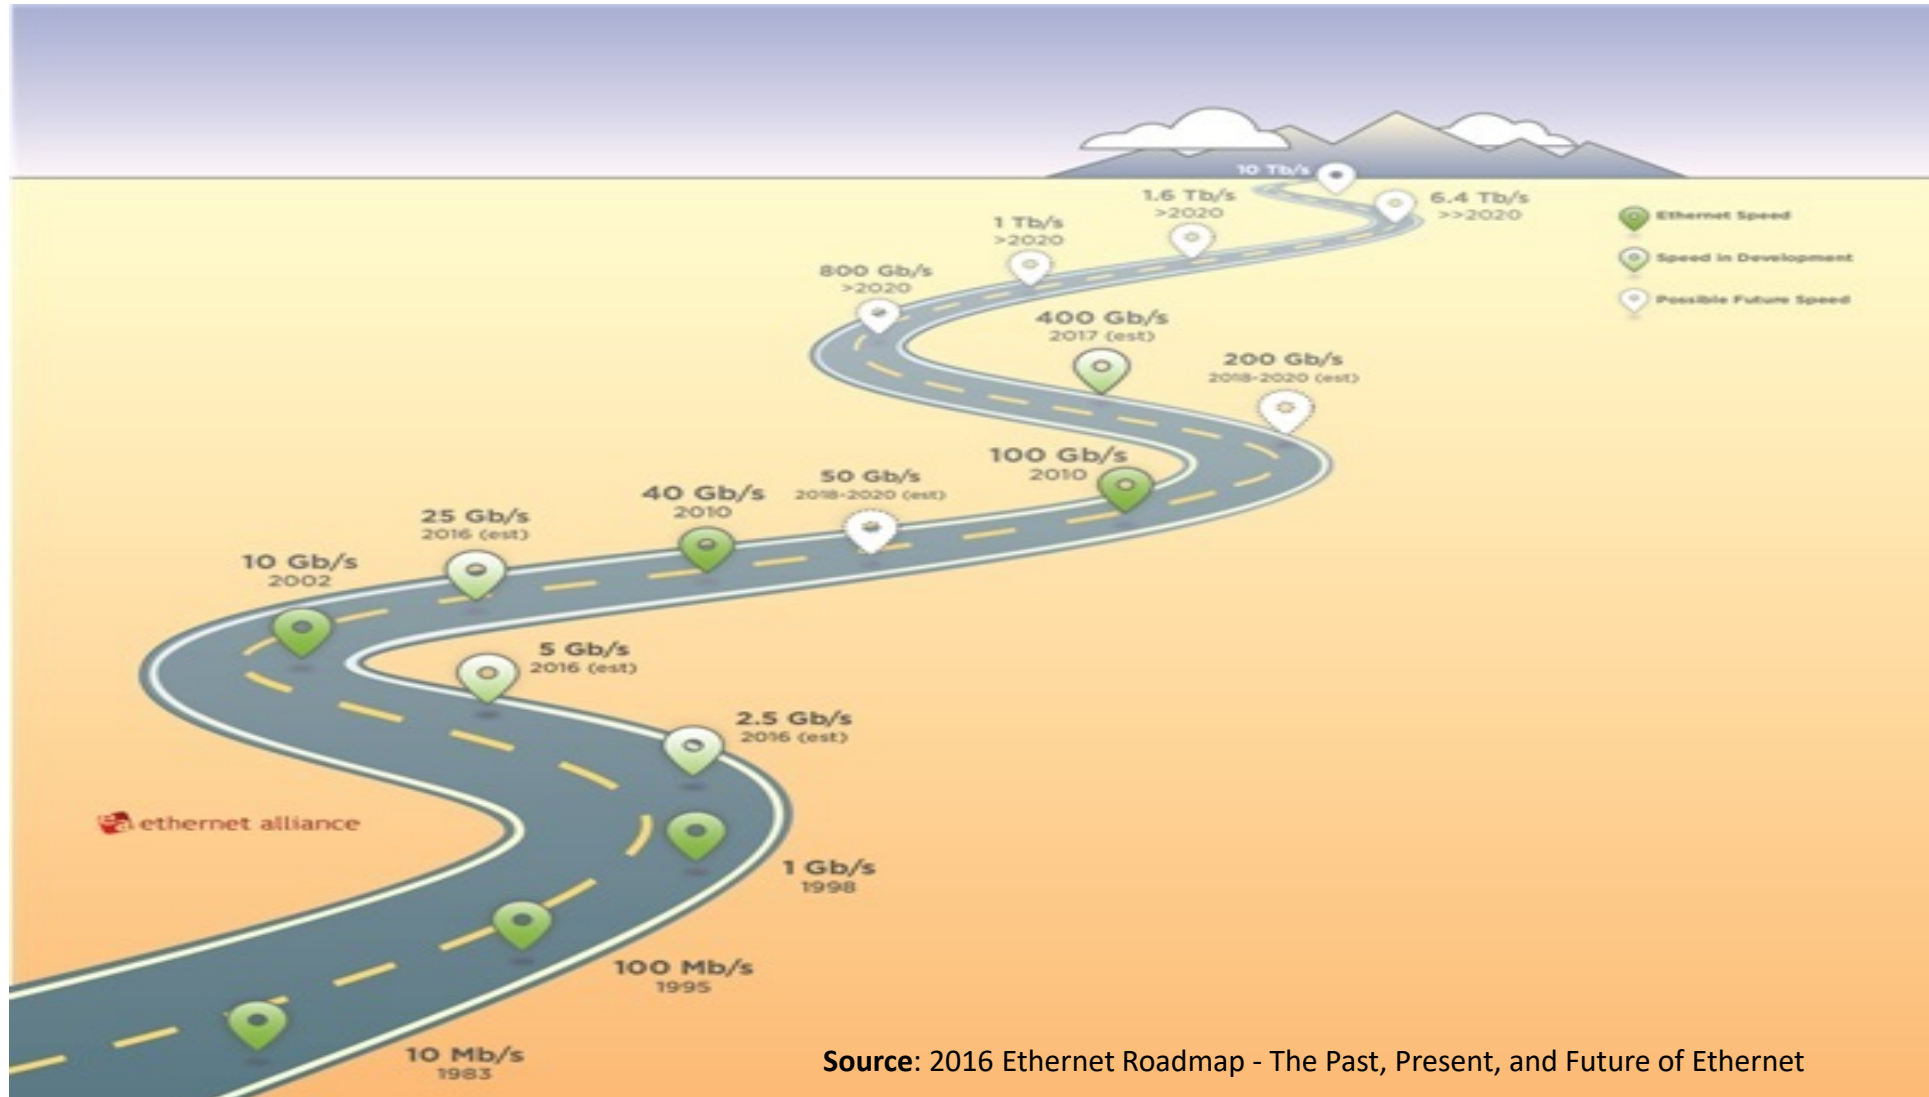 10 Tb/s
1.6 Tb/s
>2020
6.4 Tb/s
>>2020
1 Tb/s
>2020
800 Gb/s
>2020
400 Gb/s
2017 (est)
200 Gb/s
2018-2020 (est)
100 Gb/s
2010
50 Gb/s
2018-2020 (est)
40 Gb/s
2010
25 Gb/s
2016 (est)
10 Gb/s
2002
5 Gb/s
2016 (est)
2.5 Gb/s
2016 (est)
1 Gb/s
1998
100 Mb/s
1995
10 Mb/s
1983
Ethernet Speed
Speed in Development
Possible Future Speed
ea ethernet alliance
Source: 2016 Ethernet Roadmap - The Past, Present, and Future of Ethernet